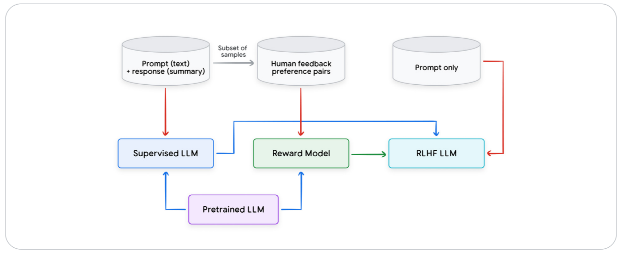 Subset of
samples
Prompt (text)
+ response (summary)
Human feedback
preference pairs
Prompt only
Supervised LLM
Reward Model
RLHF LLM
Pretrained LLM